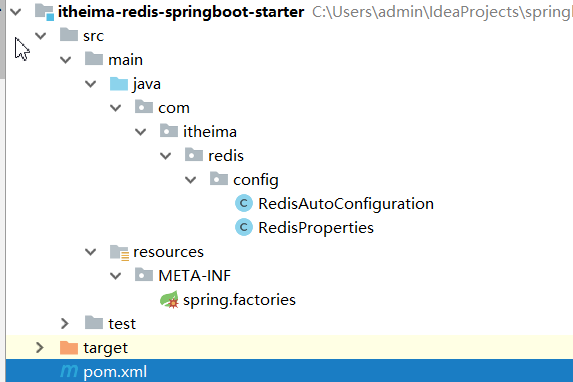 itheima-redis-springboot-starter C:\Users\admin\IdeaProjects\spring
src
main
java
com
itheima
redis
config
C RedisAutoConfiguration
C RedisProperties
resources
META-INF
spring.factories
test
target
m pom.xml